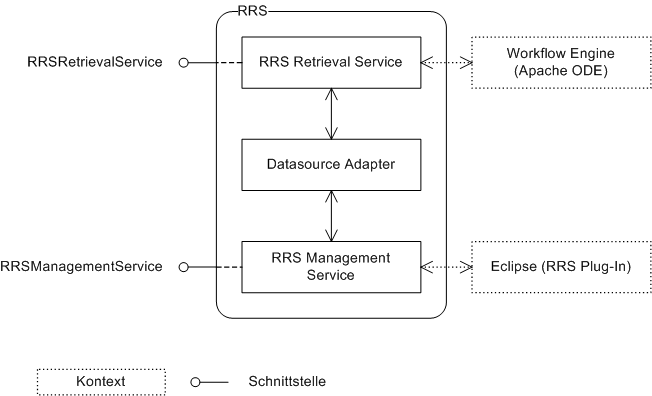 RRS
RRSRetrievalService
RRS Retrieval Service
Workflow Engine
(Apache ODE)
Datasource Adapter
RRSManagementService
RRS Management
Service
Eclipse (RRS Plug-In)
Kontext
Schnittstelle